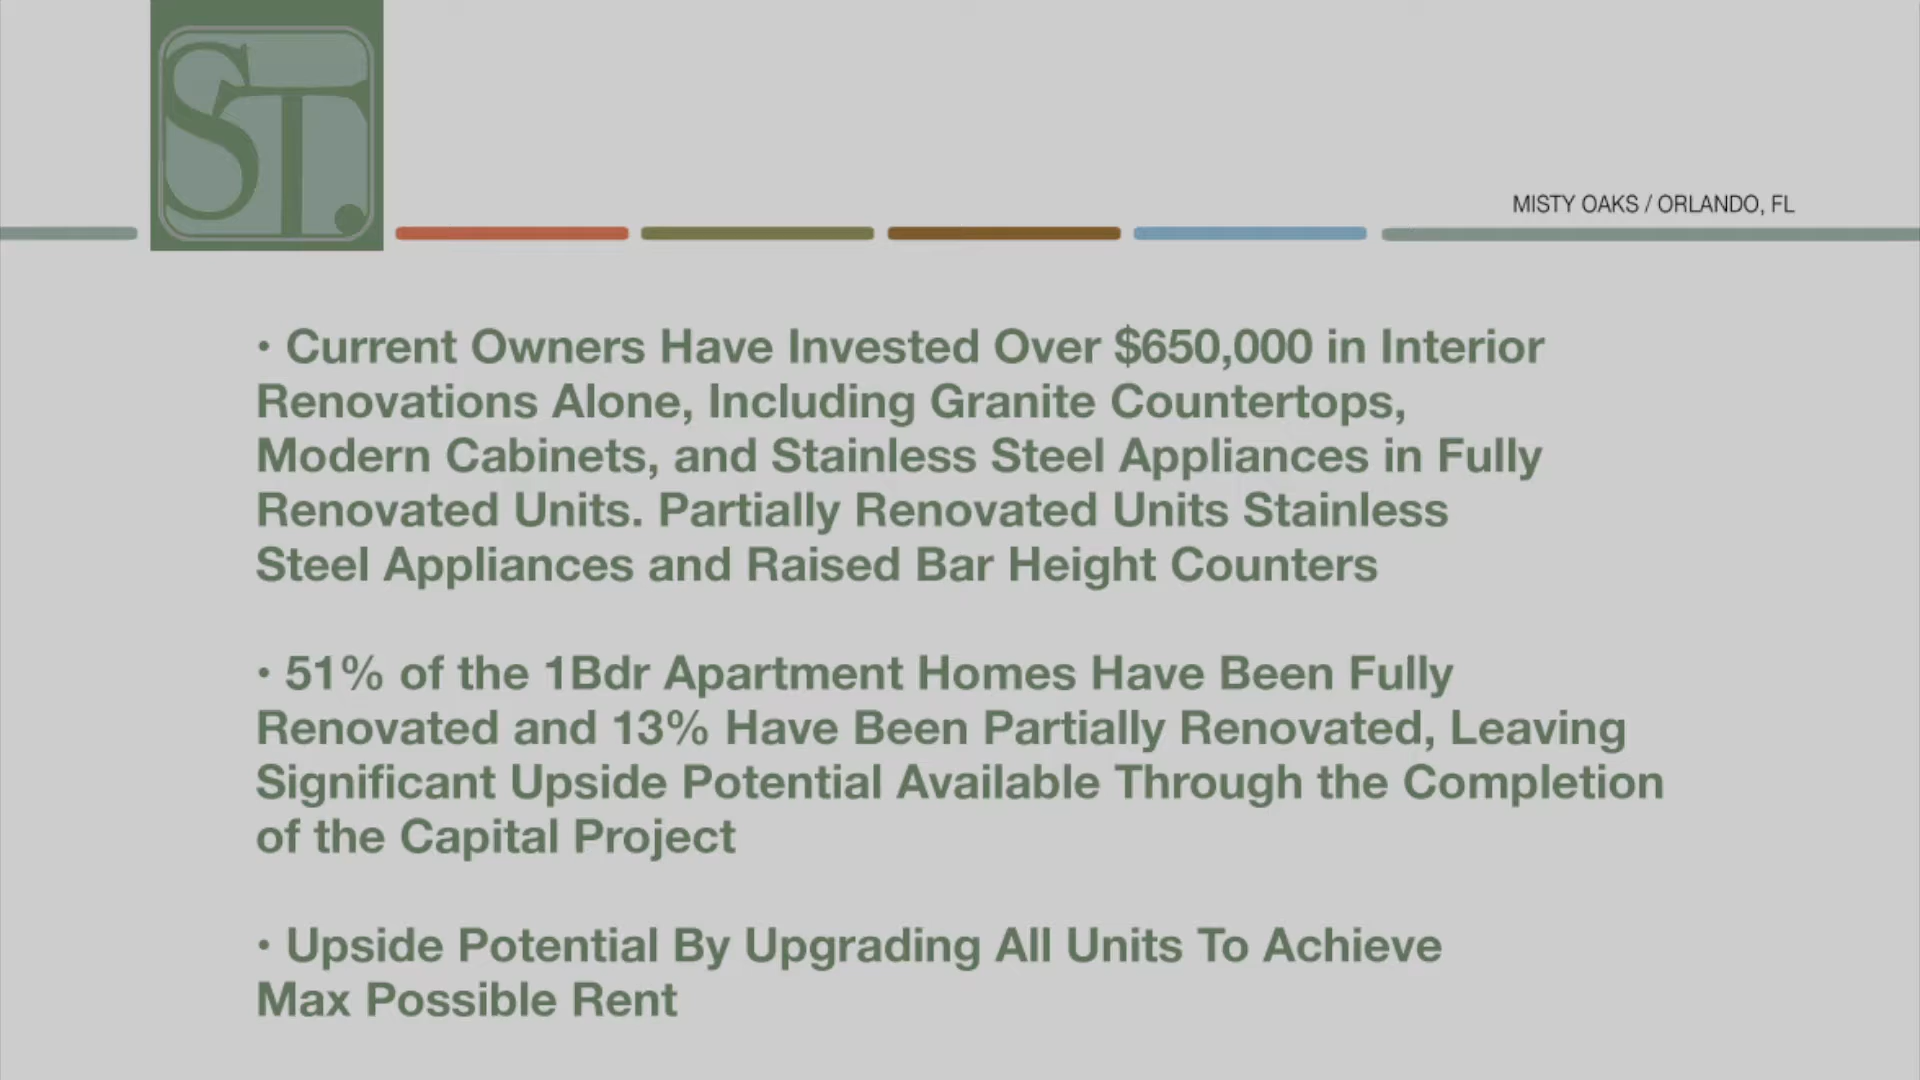 ST.
MISTY OAKS / ORLANDO, FL
• Current Owners Have Invested Over $650,000 in Interior
Renovations Alone, Including Granite Countertops,
Modern Cabinets, and Stainless Steel Appliances in Fully
Renovated Units. Partially Renovated Units Stainless
Steel Appliances and Raised Bar Height Counters
• 51% of the 1Bdr Apartment Homes Have Been Fully
Renovated and 13% Have Been Partially Renovated, Leaving
Significant Upside Potential Available Through the Completion
of the Capital Project
• Upside Potential By Upgrading All Units To Achieve
Max Possible Rent